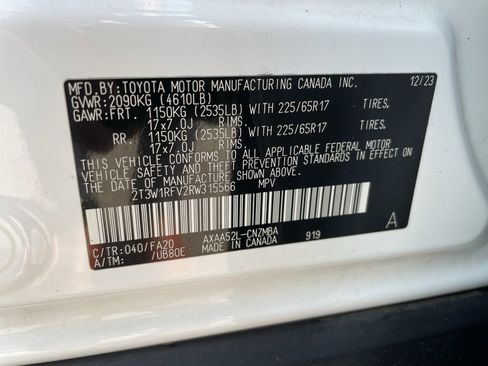 MFD. BY: TOYOTA MOTOR MANUFACTURING CANADA INC. 12/23
GVWR: 2090KG (4610LB)
GAWR: FRT. 1150KG (2535LB) WITH 225/65R17 TIRES,
17x7.0J RIMS.
RR. 1150KG (2535LB) WITH 225/65R17 TIRES,
17x7.0J RIMS.
THIS VEHICLE CONFORMS TO ALL APPLICABLE FEDERAL MOTOR
VEHICLE SAFETY AND THEFT PREVENTION STANDARDS IN EFFECT ON
THE DATE OF MANUFACTURE SHOWN ABOVE.
2T3W1RFV2RW315566 MPV
A
C/TR: 040/FA20 AXAA52L-CNZMBA 919
A/TM: /UB80E MADE IN CANADA